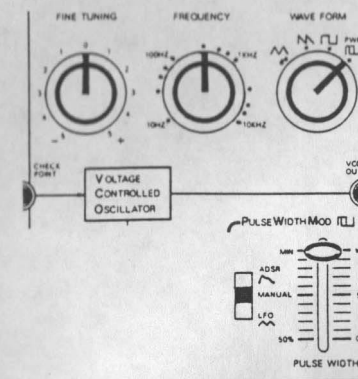 FINE TUNING
FREQUENCY
WAVE FORM
0
1 1
2 2
3 3
4 4
5 5
- +
100HZ
1KHZ
10HZ
10KHZ
CHECK
POINT
VOLTAGE
CONTROLLED
OSCILLATOR
PULSE WIDTH MOD
MIN
ADSR
MANUAL
LFO
50%
PULSE WIDTH